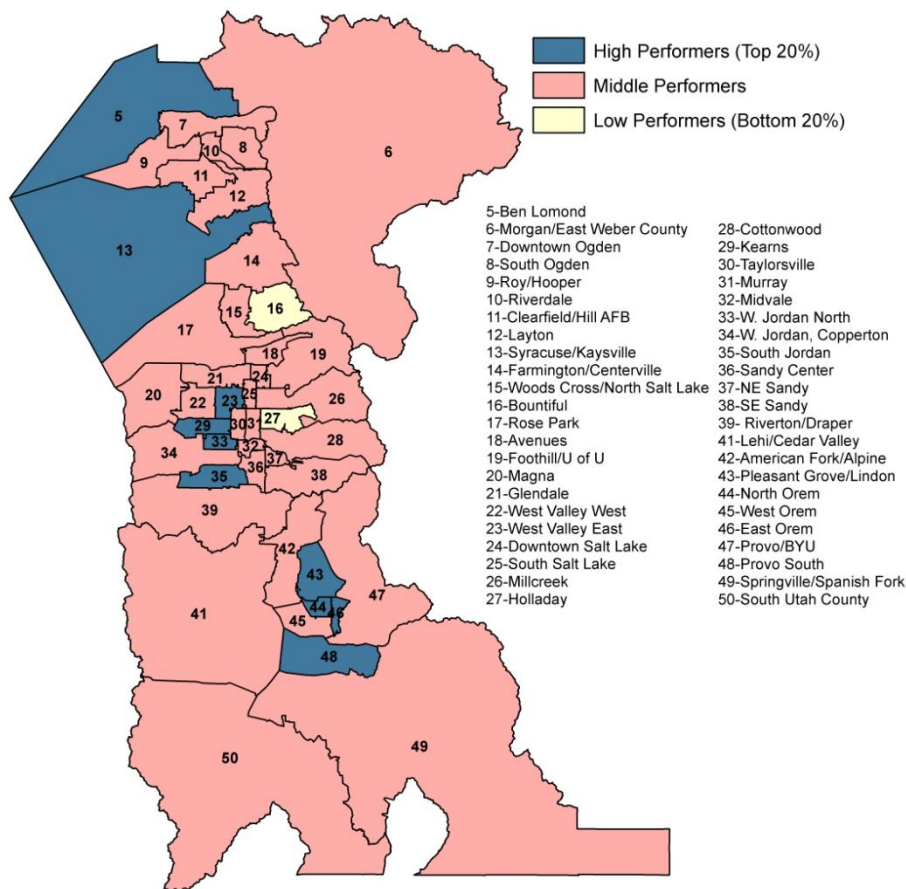 High Performers (Top 20%)
Middle Performers
Low Performers (Bottom 20%)
5
6
7
8
9
10
11
12
13
14
15
16
17
18
19
20
21
24
22
23
25
26
27
29
30
31
28
33
32
34
36
37
35
38
39
42
43
47
41
44
46
45
48
49
50
5-Ben Lomond
6-Morgan/East Weber County
7-Downtown Ogden
8-South Ogden
9-Roy/Hooper
10-Riverdale
11-Clearfield/Hill AFB
12-Layton
13-Syracuse/Kaysville
14-Farmington/Centerville
15-Woods Cross/North Salt Lake
16-Bountiful
17-Rose Park
18-Avenues
19-Foothill/U of U
20-Magna
21-Glendale
22-West Valley West
23-West Valley East
24-Downtown Salt Lake
25-South Salt Lake
26-Millcreek
27-Holladay
28-Cottonwood
29-Kearns
30-Taylorsville
31-Murray
32-Midvale
33-W. Jordan North
34-W. Jordan, Copperton
35-South Jordan
36-Sandy Center
37-NE Sandy
38-SE Sandy
39- Riverton/Draper
41-Lehi/Cedar Valley
42-American Fork/Alpine
43-Pleasant Grove/Lindon
44-North Orem
45-West Orem
46-East Orem
47-Provo/BYU
48-Provo South
49-Springville/Spanish Fork
50-South Utah County